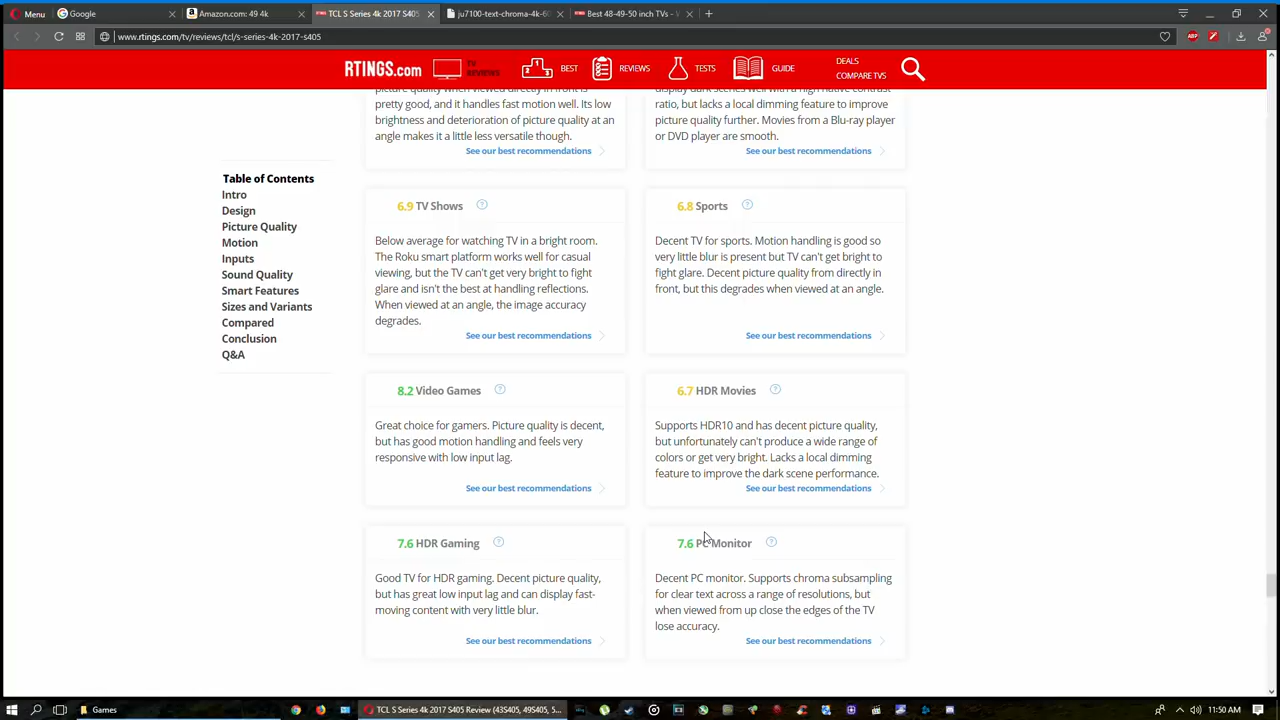 Menu
Google
Amazon.com: 49 4k
TCL S Series 4k 2017 S405
ju7100-text-chroma-4k-60
Best 48-49-50 inch TVs - W
www.rtings.com/tv/reviews/tcl/s-series-4k-2017-s405
RTINGS.com
TV REVIEWS
BEST
REVIEWS
TESTS
GUIDE
DEALS
COMPARE TVS
Table of Contents
Intro
Design
Picture Quality
Motion
Inputs
Sound Quality
Smart Features
Sizes and Variants
Compared
Conclusion
Q&A
picture quality when viewed directly in front is
pretty good, and it handles fast motion well. Its low
brightness and deterioration of picture quality at an
angle makes it a little less versatile though.
See our best recommendations
display dark scenes well with a high native contrast
ratio, but lacks a local dimming feature to improve
picture quality further. Movies from a Blu-ray player
or DVD player are smooth.
See our best recommendations
6.9 TV Shows
Below average for watching TV in a bright room.
The Roku smart platform works well for casual
viewing, but the TV can't get very bright to fight
glare and isn't the best at handling reflections.
When viewed at an angle, the image accuracy
degrades.
See our best recommendations
6.8 Sports
Decent TV for sports. Motion handling is good so
very little blur is present but TV can't get bright to
fight glare. Decent picture quality from directly in
front, but this degrades when viewed at an angle.
See our best recommendations
8.2 Video Games
Great choice for gamers. Picture quality is decent,
but has good motion handling and feels very
responsive with low input lag.
See our best recommendations
6.7 HDR Movies
Supports HDR10 and has decent picture quality,
but unfortunately can't produce a wide range of
colors or get very bright. Lacks a local dimming
feature to improve the dark scene performance.
See our best recommendations
7.6 HDR Gaming
Good TV for HDR gaming. Decent picture quality,
but has great low input lag and can display fast-
moving content with very little blur.
See our best recommendations
7.6 PC Monitor
Decent PC monitor. Supports chroma subsampling
for clear text across a range of resolutions, but
when viewed from up close the edges of the TV
lose accuracy.
See our best recommendations
Games
TCL S Series 4k 2017 S405 Review (43S405, 49S405, 5...
11:50 AM